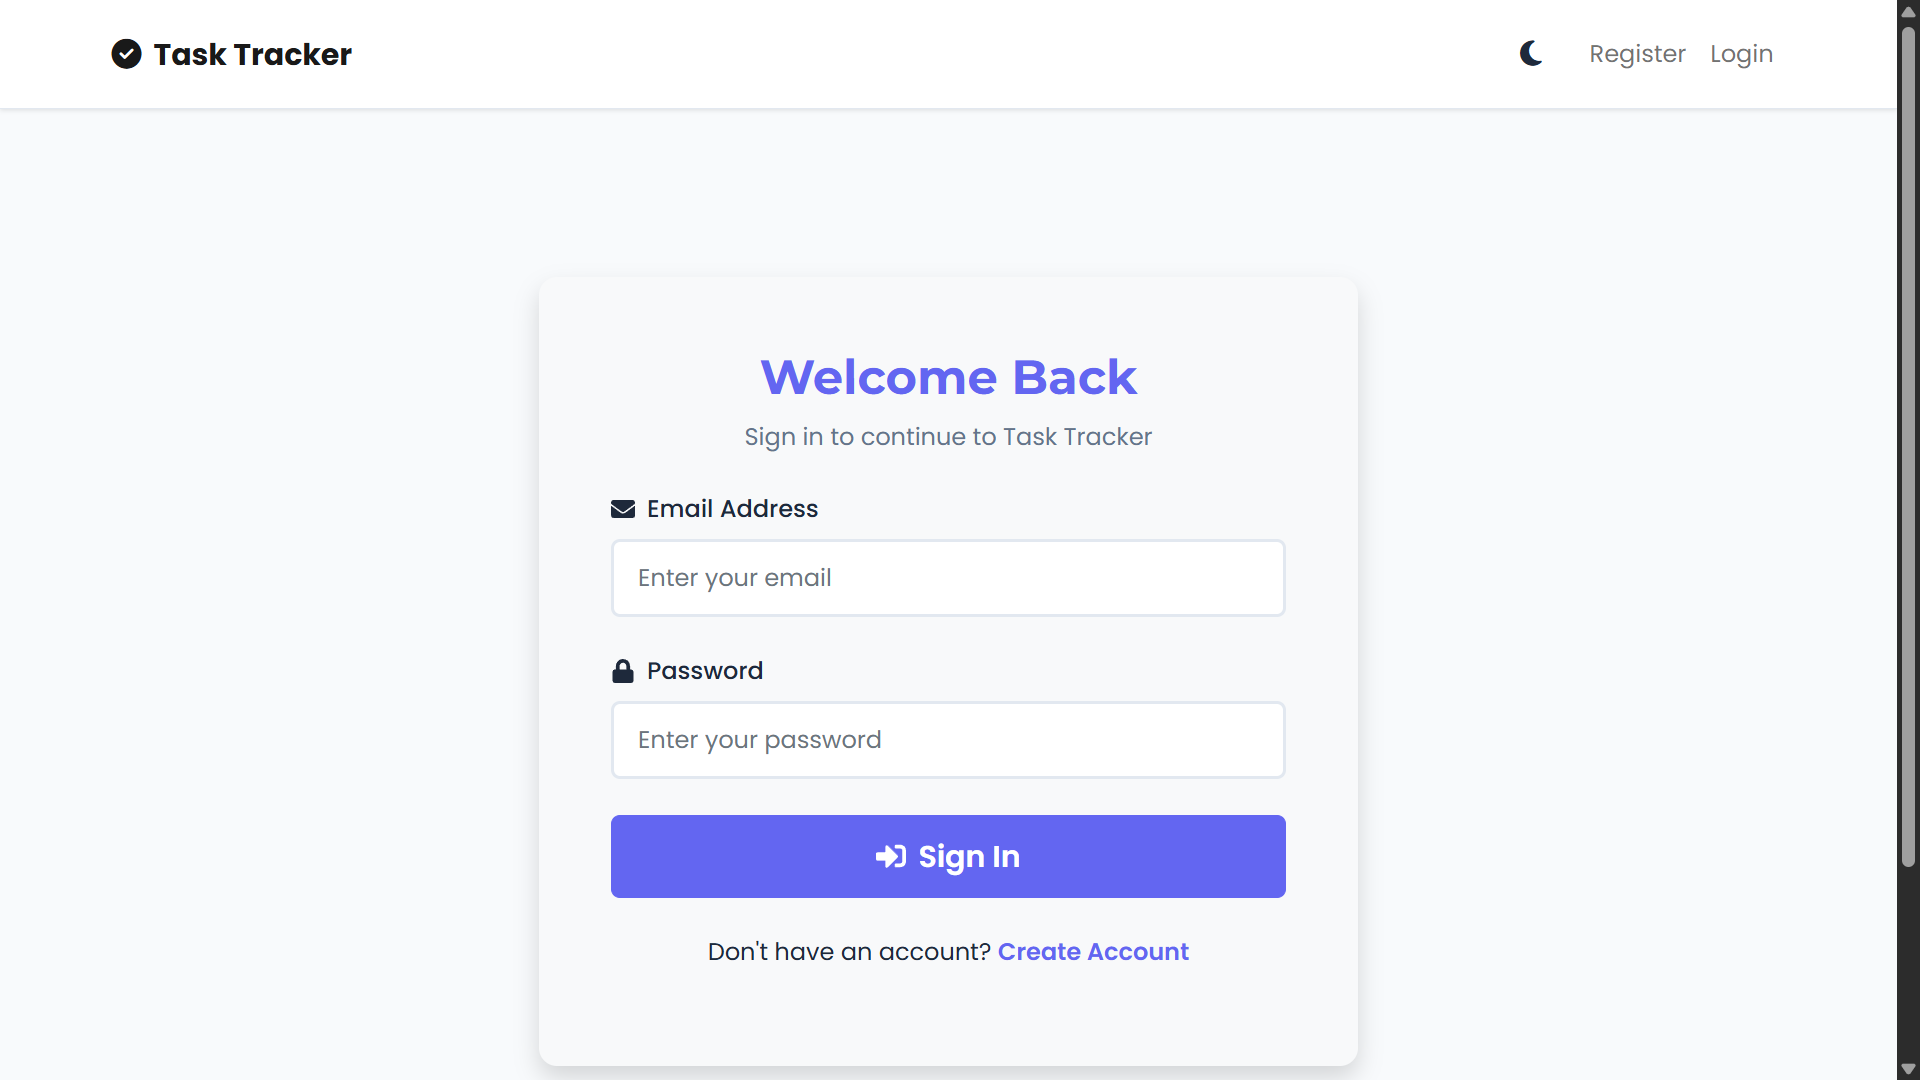 Task Tracker
Register Login
Welcome Back
Sign in to continue to Task Tracker
Email Address
Enter your email
Password
Enter your password
Sign In
Don't have an account? Create Account